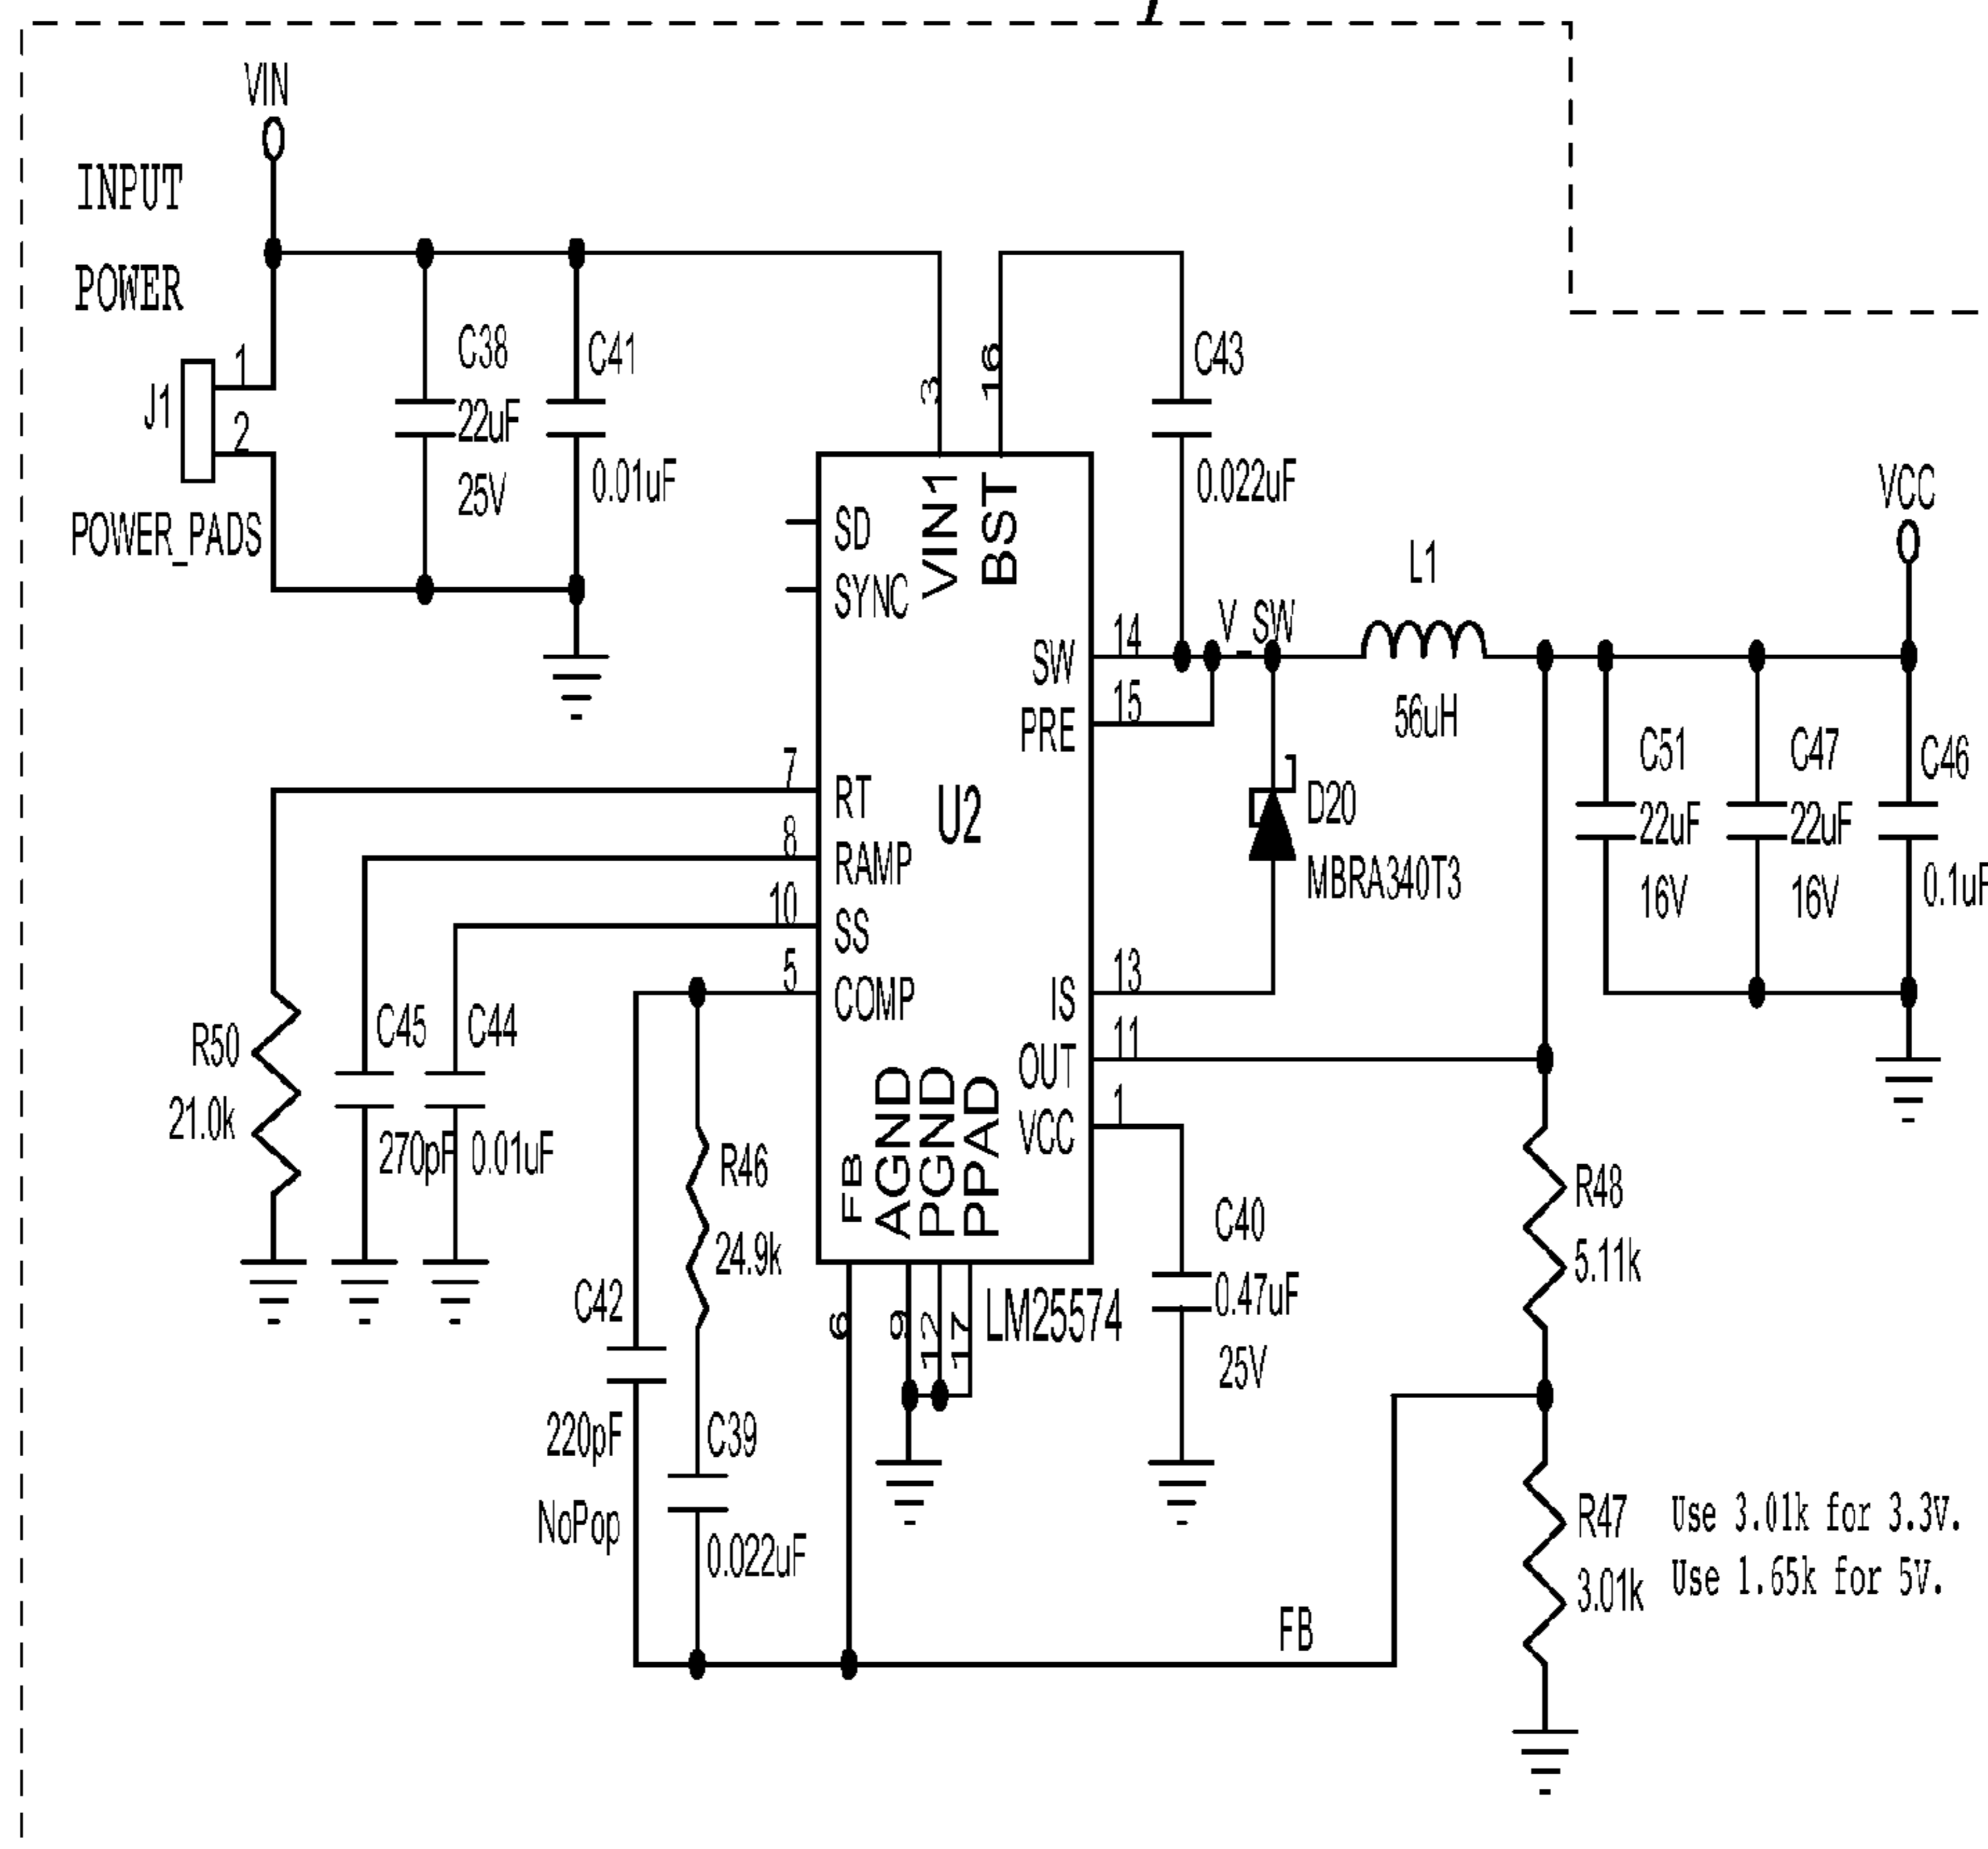 VIN
INPUT
POWER
1
2
J1
POWER_PADS
C38
22uF
25V
C41
0.01uF
3
16
C43
0.022uF
VIN1
BST
SD
SYNC
SW
14
PRE
15
V_SW
L1
56uH
VCC
7
RT
8
RAMP
10
SS
5
COMP
U2
D20
MBRA340T3
C51
22uF
16V
C47
22uF
16V
C46
0.1uF
IS
13
OUT
11
VCC
1
FB
AGND
PGND
PPAD
R50
21.0k
C45
270pF
C44
0.01uF
R46
24.9k
C42
220pF
NoPop
C39
0.022uF
6
9
12
17
LM25574
C40
0.47uF
25V
R48
5.11k
R47
3.01k
Use 3.01k for 3.3V.
Use 1.65k for 5V.
FB